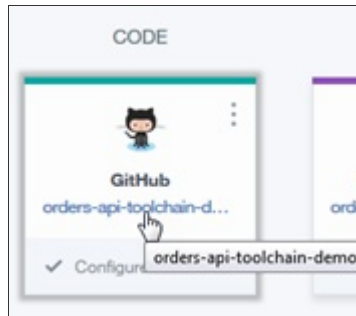 CODE
GitHub
orders-api-toolchain-d...
ord
Configure
orders-api-toolchain-demo